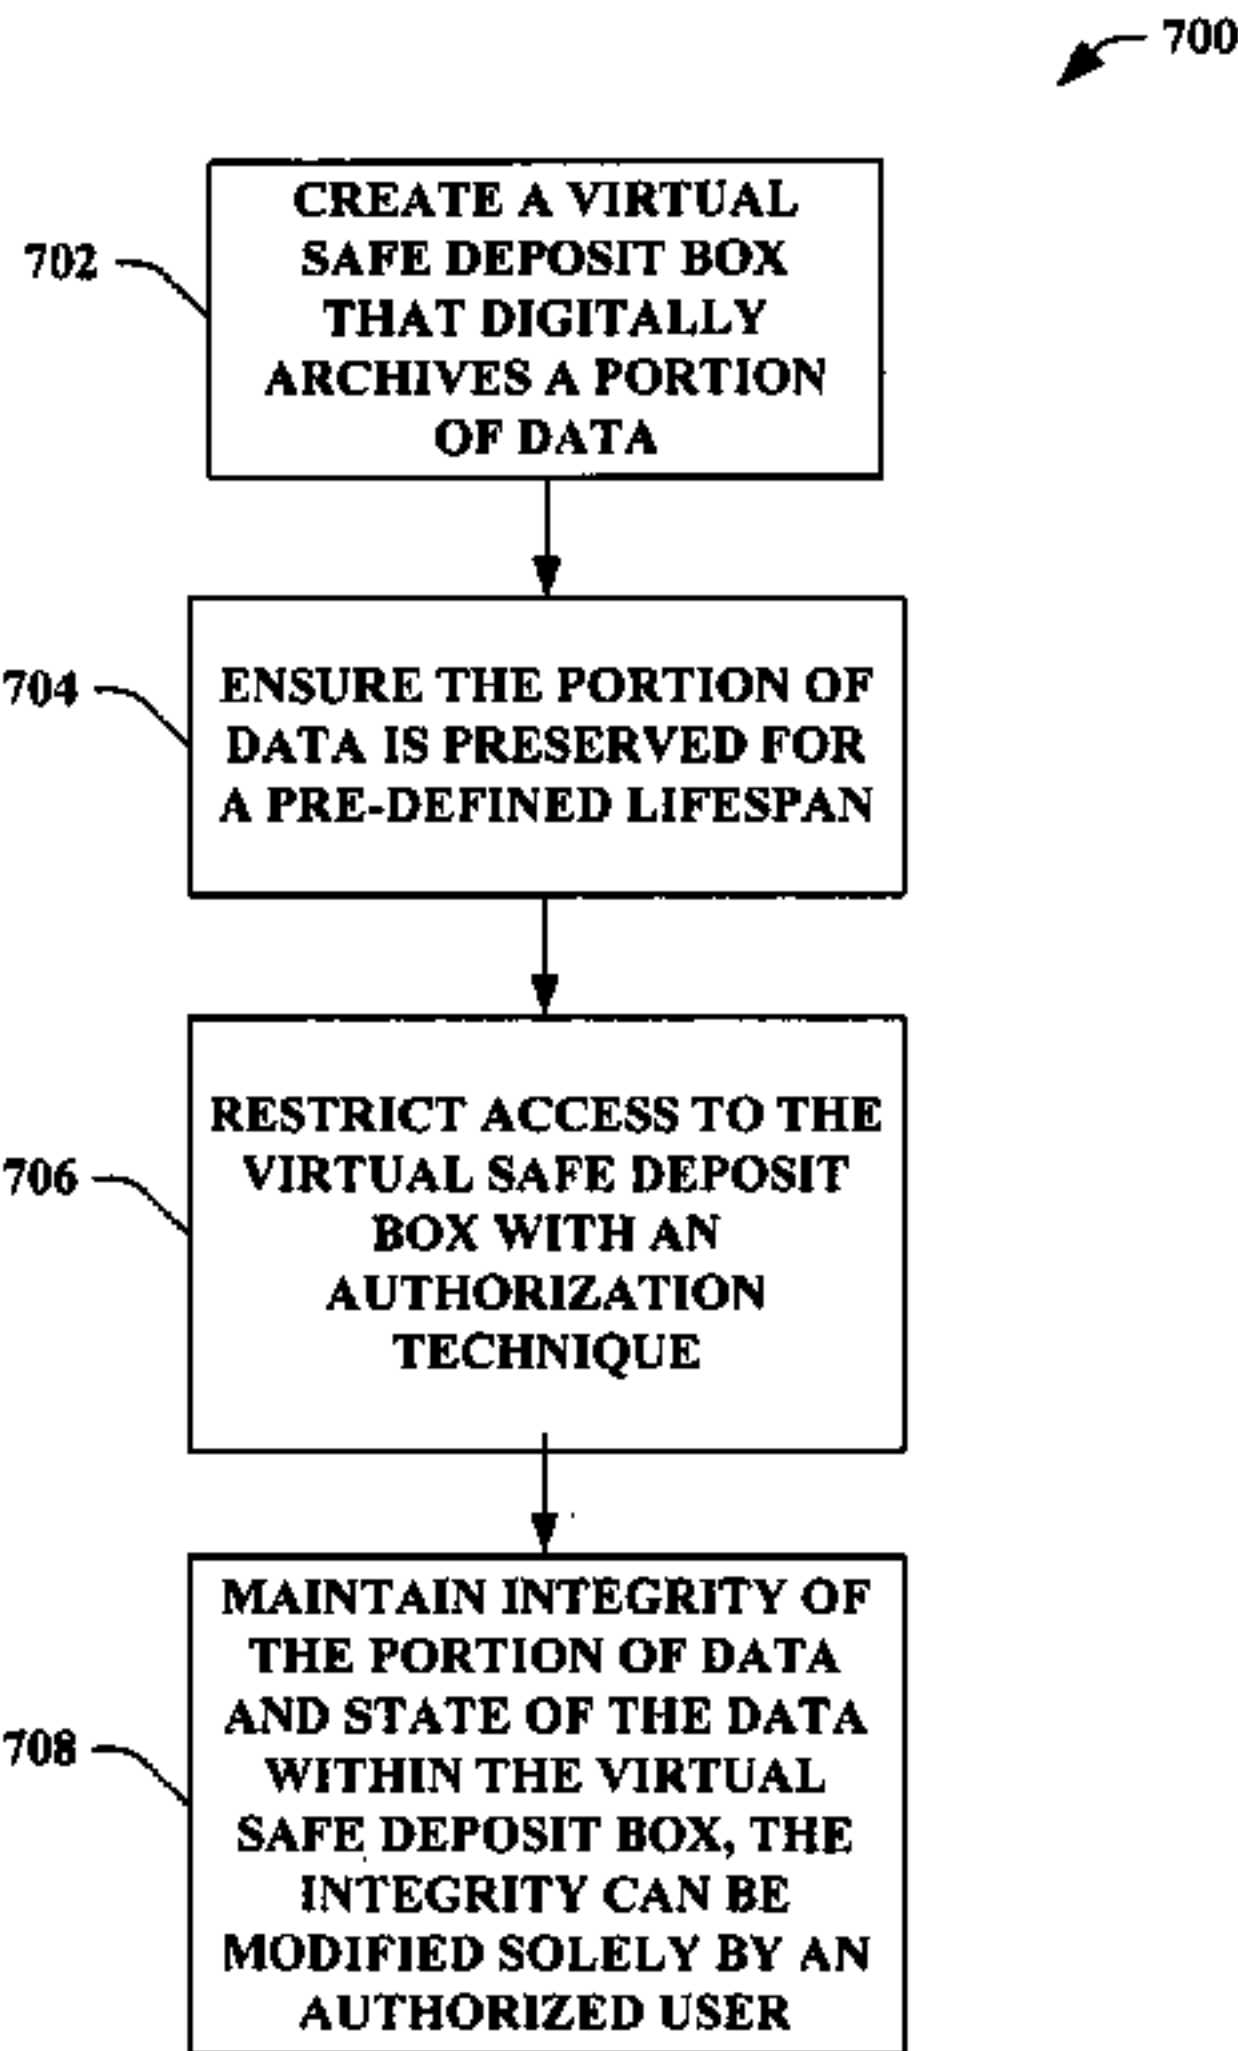 700
702
CREATE A VIRTUAL
SAFE DEPOSIT BOX
THAT DIGITALLY
ARCHIVES A PORTION
OF DATA
704
ENSURE THE PORTION OF
DATA IS PRESERVED FOR
A PRE-DEFINED LIFESPAN
706
RESTRICT ACCESS TO THE
VIRTUAL SAFE DEPOSIT
BOX WITH AN
AUTHORIZATION
TECHNIQUE
708
MAINTAIN INTEGRITY OF
THE PORTION OF DATA
AND STATE OF THE DATA
WITHIN THE VIRTUAL
SAFE DEPOSIT BOX, THE
INTEGRITY CAN BE
MODIFIED SOLELY BY AN
AUTHORIZED USER